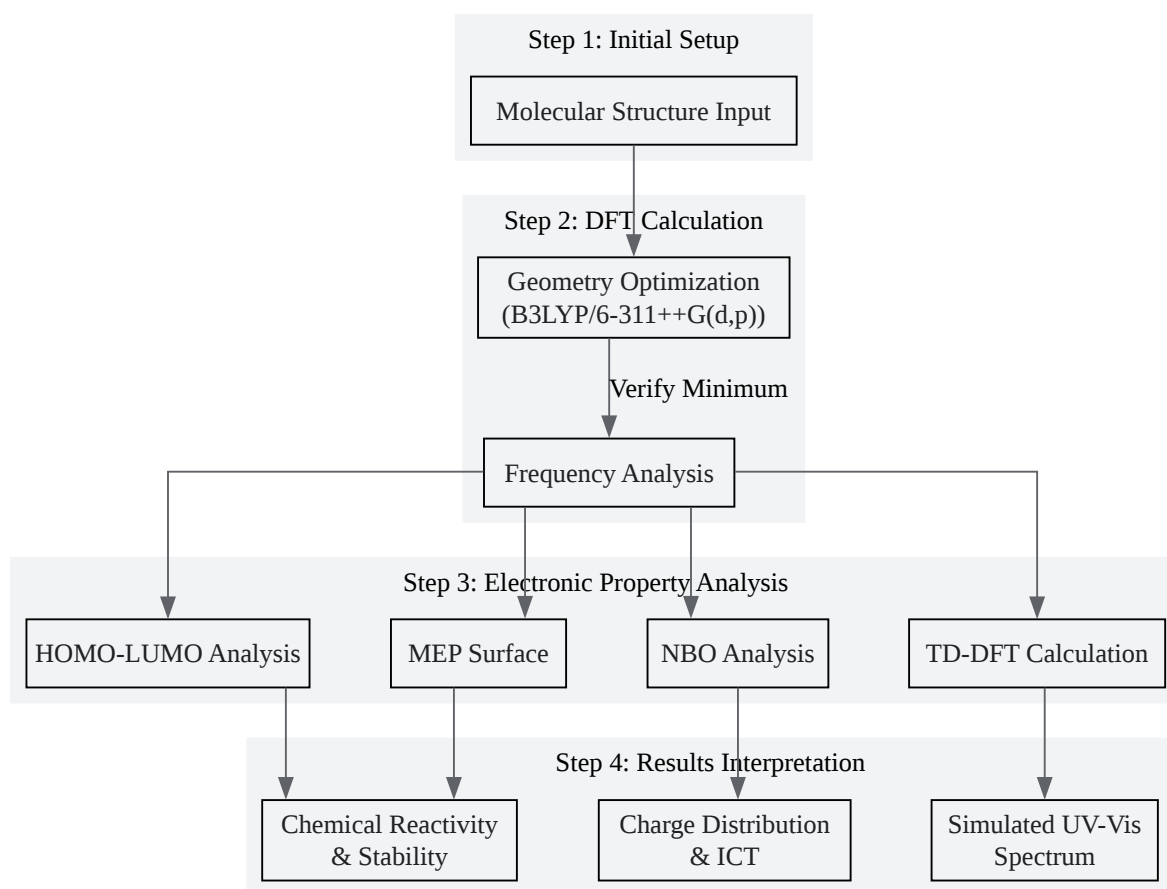 Step 1: Initial Setup
Molecular Structure Input
Step 2: DFT Calculation
Geometry Optimization
(B3LYP/6-311++G(d,p))
Verify Minimum
Frequency Analysis
Step 3: Electronic Property Analysis
HOMO-LUMO Analysis
MEP Surface
NBO Analysis
TD-DFT Calculation
Step 4: Results Interpretation
Chemical Reactivity
& Stability
Charge Distribution
& ICT
Simulated UV-Vis
Spectrum